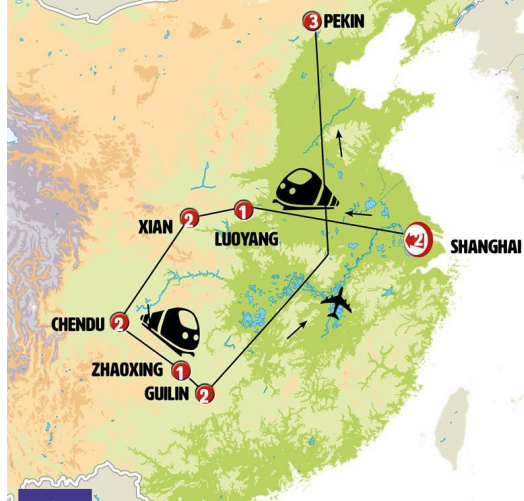 3 PEKIN
XIAN 2
1
LUOYANG
2 SHANGHAI
CHENDU 2
ZHAOXING 1
GUILIN 2